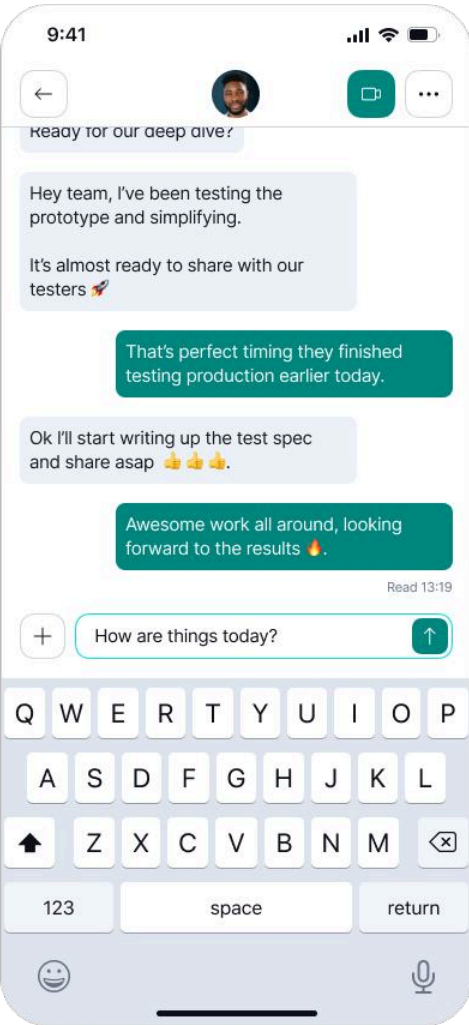 9:41
Ready for our deep dive?
Hey team, I’ve been testing the
prototype and simplifying.
It’s almost ready to share with our
testers 🚀
That’s perfect timing they finished
testing production earlier today.
Ok I’ll start writing up the test spec
and share asap 👍👍👍.
Awesome work all around, looking
forward to the results 🔥.
Read 13:19
How are things today?
Q W E R T Y U I O P
A S D F G H J K L
Z X C V B N M
123 space return